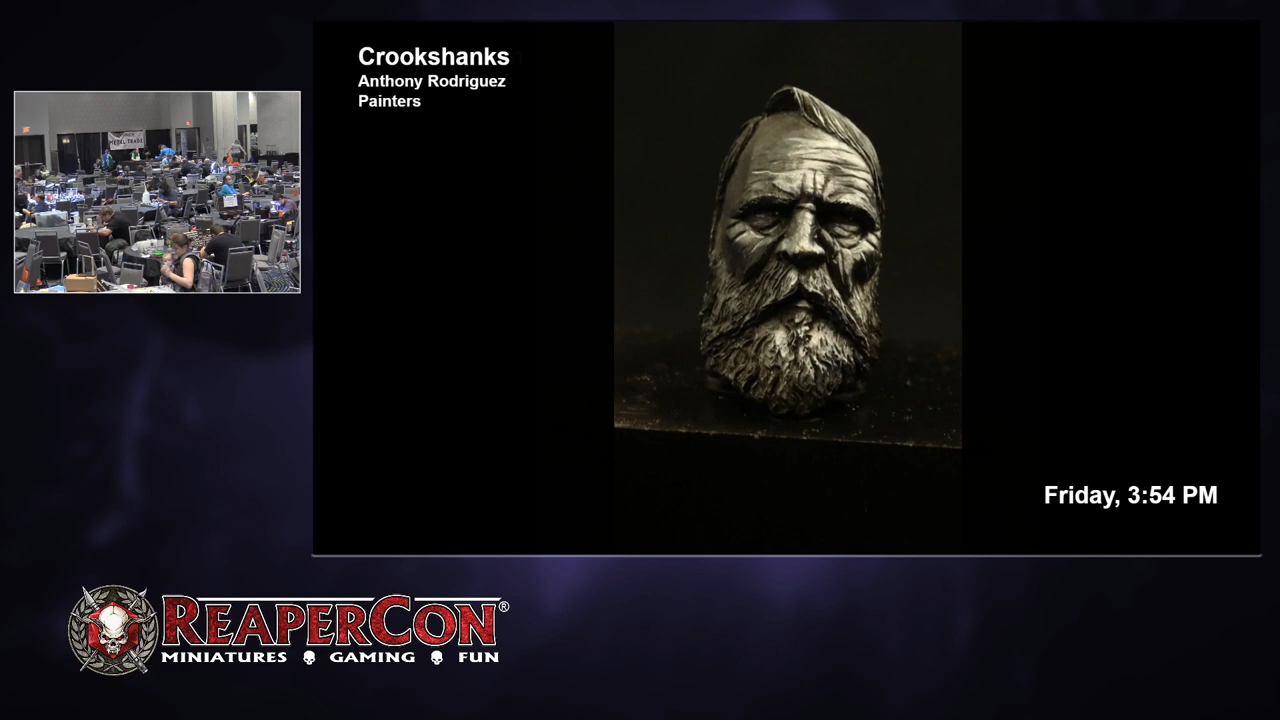 Crookshanks
Anthony Rodriguez
Painters
Friday, 3:54 PM
REAPERCON®
MINIATURES GAMING FUN